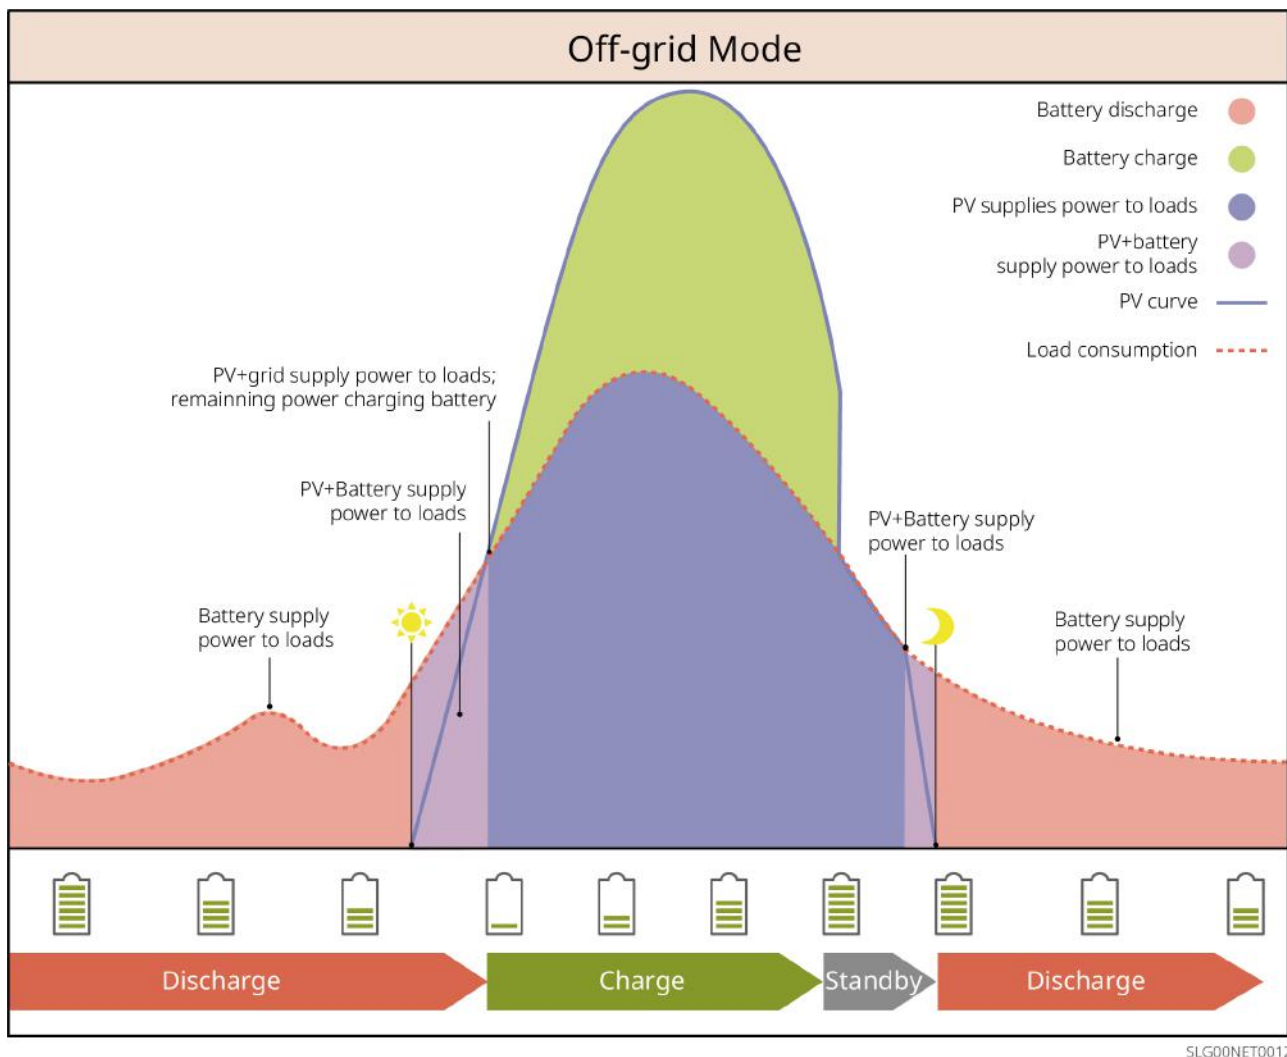 Off-grid Mode
Battery discharge
Battery charge
PV supplies power to loads
PV+battery
supply power to loads
PV curve
Load consumption
PV+grid supply power to loads;
remainning power charging battery
PV+Battery supply
power to loads
PV+Battery supply
power to loads
Battery supply
power to loads
Battery supply
power to loads
Discharge
Charge
Standby
Discharge
SLG00NET0012